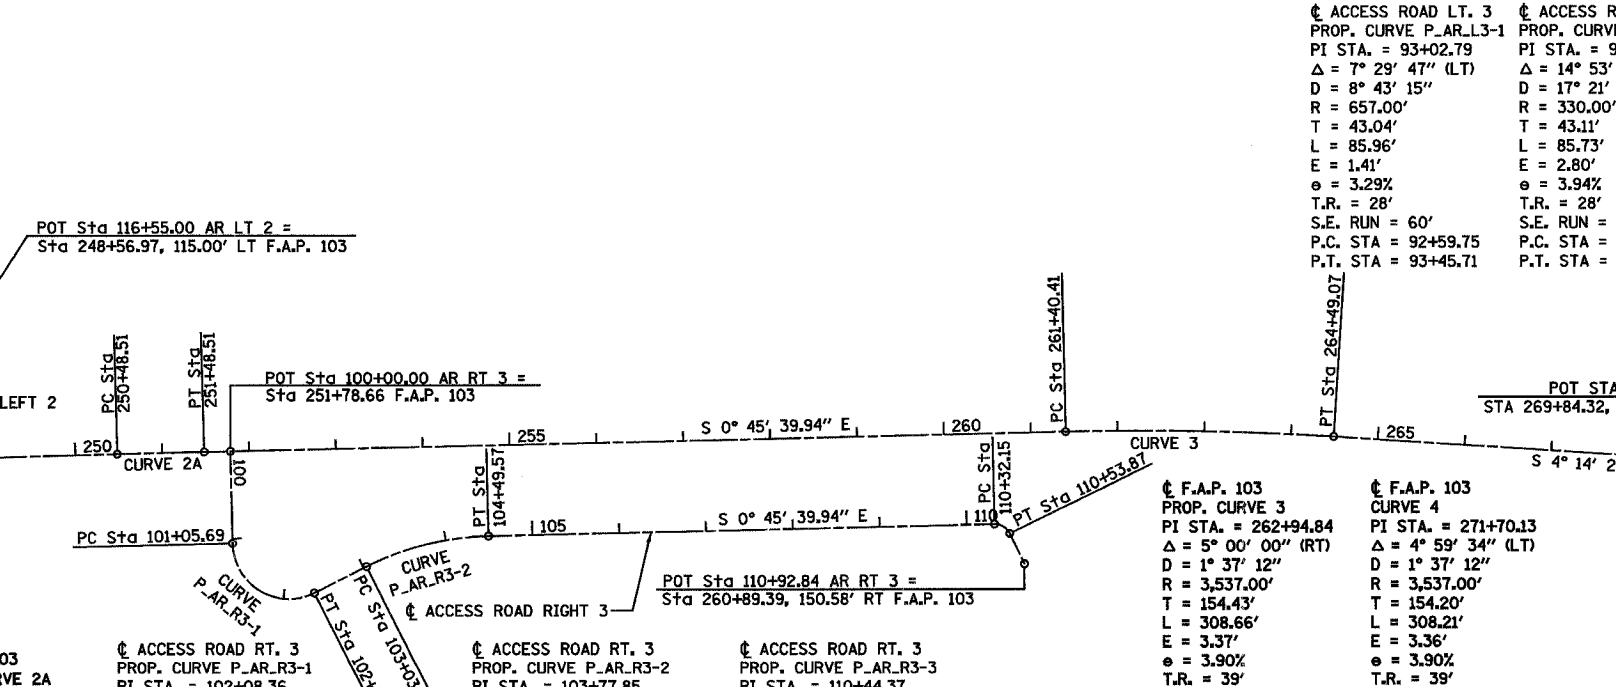 ℄ ACCESS ROAD LT. 3
PROP. CURVE P_AR_L3-1
PI STA. = 93+02.79
Δ = 7° 29' 47" (LT)
D = 8° 43' 15"
R = 657.00'
T = 43.04'
L = 85.96'
E = 1.41'
e = 3.29%
T.R. = 28'
S.E. RUN = 60'
P.C. STA = 92+59.75
P.T. STA = 93+45.71
℄ ACCESS R
PROP. CURVE
PI STA. = 9
Δ = 14° 53'
D = 17° 21'
R = 330.00'
T = 43.11'
L = 85.73'
E = 2.80'
e = 3.94%
T.R. = 28'
S.E. RUN =
P.C. STA =
P.T. STA =
POT Sta 116+55.00 AR LT 2 =
Sta 248+56.97, 115.00' LT F.A.P. 103
PC Sta
250+48.51
PT Sta
251+48.51
POT Sta 100+00.00 AR RT 3 =
Sta 251+78.66 F.A.P. 103
PC Sta 261+40.41
PT Sta 264+49.07
POT STA
STA 269+84.32,
LEFT 2
250
CURVE 2A
255
S 0° 45', 39.94" E
260
CURVE 3
265
S 4° 14' 2
100
PC Sta 101+05.69
CURVE
P_AR_R3-1
PT Sta 102+
PC Sta 103+03
CURVE
P_AR_R3-2
PT Sta
104+49.57
105
S 0° 45', 39.94" E
110
PC Sta
110+32.15
PT Sta 110+53.87
℄ ACCESS ROAD RIGHT 3
POT Sta 110+92.84 AR RT 3 =
Sta 260+89.39, 150.58' RT F.A.P. 103
℄ F.A.P. 103
PROP. CURVE 3
PI STA. = 262+94.84
Δ = 5° 00' 00" (RT)
D = 1° 37' 12"
R = 3,537.00'
T = 154.43'
L = 308.66'
E = 3.37'
e = 3.90%
T.R. = 39'
℄ F.A.P. 103
CURVE 4
PI STA. = 271+70.13
Δ = 4° 59' 34" (LT)
D = 1° 37' 12"
R = 3,537.00'
T = 154.20'
L = 308.21'
E = 3.36'
e = 3.90%
T.R. = 39'
03
RVE 2A
℄ ACCESS ROAD RT. 3
PROP. CURVE P_AR_R3-1
PI STA. = 102+08.36
℄ ACCESS ROAD RT. 3
PROP. CURVE P_AR_R3-2
PI STA. = 103+77.85
℄ ACCESS ROAD RT. 3
PROP. CURVE P_AR_R3-3
PI STA. = 110+44.37